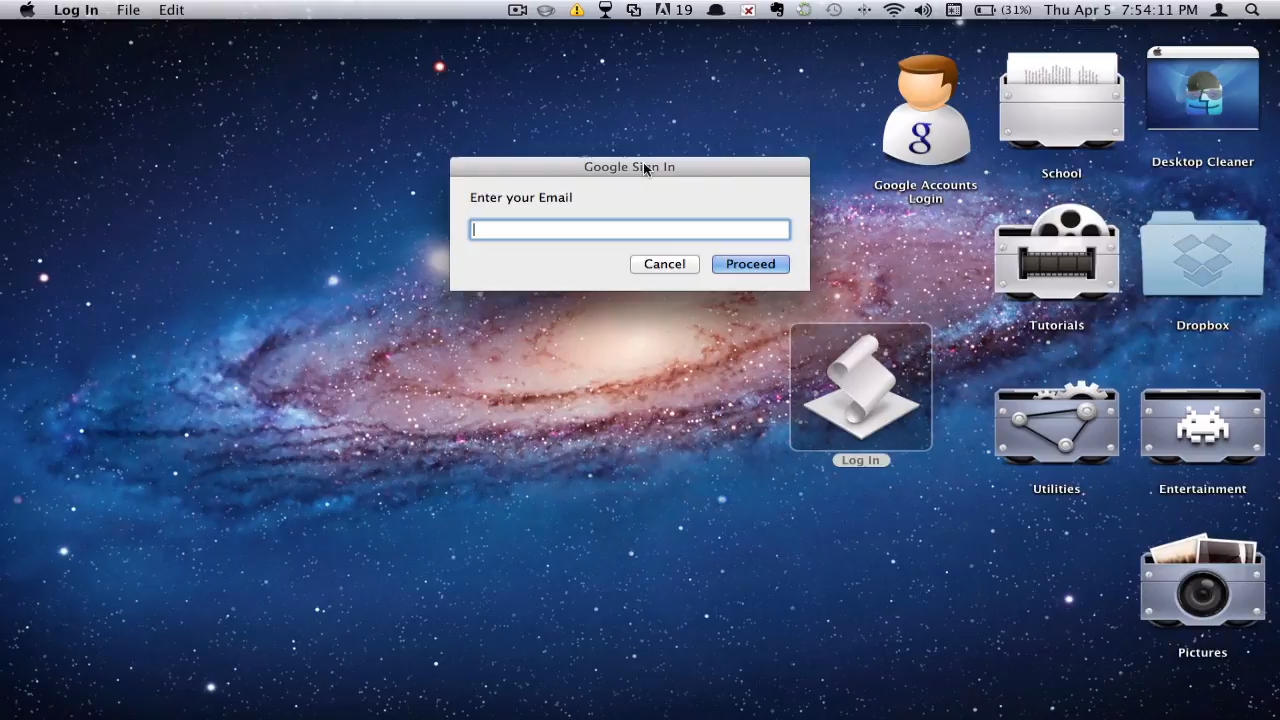 Log In File Edit 19 (31%) Thu Apr 5 7:54:11 PM
Google Sign In
Enter your Email
Cancel Proceed
g
Google Accounts
Login
School
Desktop Cleaner
Tutorials
Dropbox
Log In
Utilities
Entertainment
Pictures